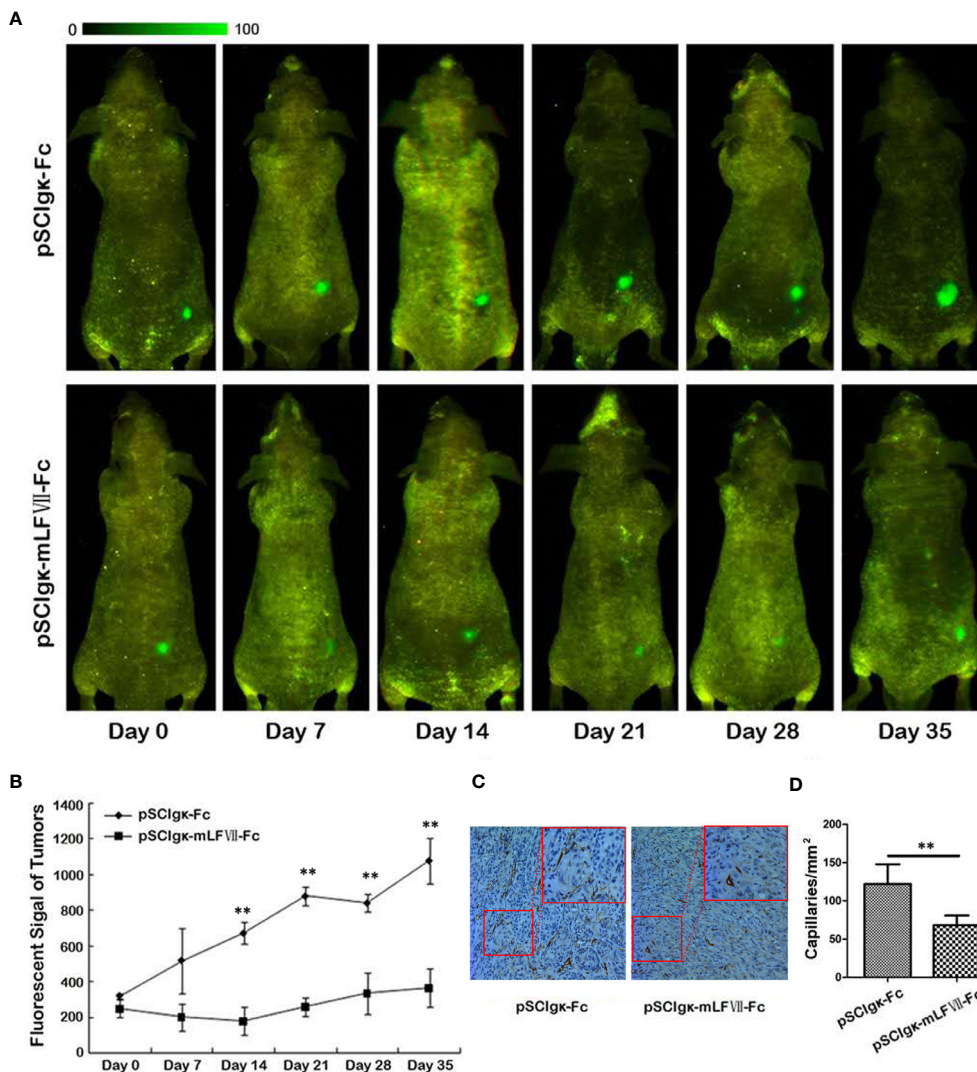 A
0 100
pSCIgκ-Fc
pSCIgκ-mLFⅦ-Fc
Day 0 Day 7 Day 14 Day 21 Day 28 Day 35
B
Fluorescent Sigal of Tumors
1400
1200
1000
800
600
400
200
0
pSCIgκ-Fc
pSCIgκ-mLFⅦ-Fc
**
**
**
**
Day 0 Day 7 Day 14 Day 21 Day 28 Day 35
C
pSCIgκ-Fc
pSCIgκ-mLFⅦ-Fc
D
Capillaries/mm²
200
150
100
50
0
**
pSCIgκ-Fc
pSCIgκ-mLFⅦ-Fc